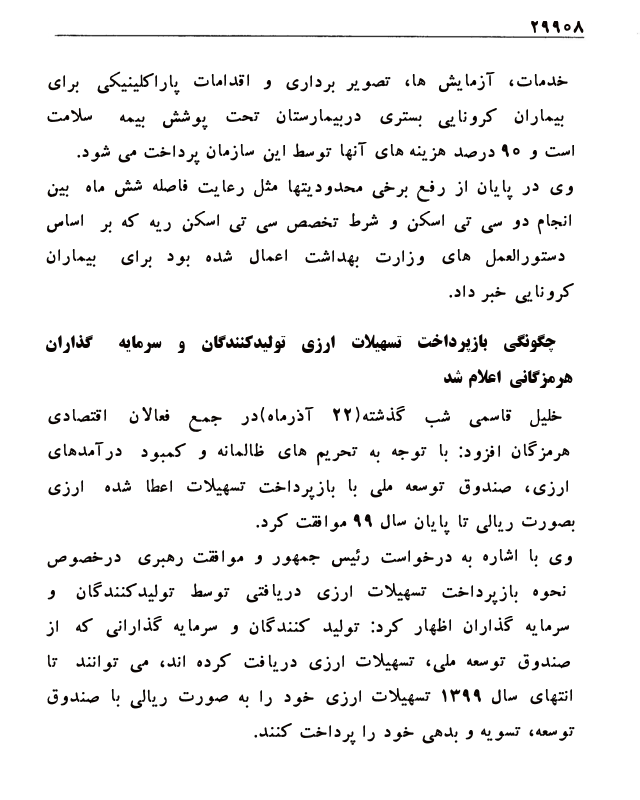 ۲۹۹۰۸
خدمات، آزمایش ها، تصویر برداری و اقدامات پاراکلینیکی برای
بیماران کرونایی بستری دربیمارستان تحت پوشش بیمه سلامت
است و ۹۰ درصد هزینه های آنها توسط این سازمان پرداخت می شود.
وی در پایان از رفع برخی محدودیتها مثل رعایت فاصله شش ماه بین
انجام دو سی تی اسکن و شرط تخصص سی تی اسکن ریه که بر اساس
دستورالعمل های وزارت بهداشت اعمال شده بود برای بیماران
کرونایی خبر داد.
چگونگی بازپرداخت تسهیلات ارزی تولیدکنندگان و سرمایه گذاران
هرمزگانی اعلام شد
خلیل قاسمی شب گذشته(۲۲ آذرماه)در جمع فعالان اقتصادی
هرمزگان افزود: با توجه به تحریم های ظالمانه و کمبود درآمدهای
ارزی، صندوق توسعه ملی با بازپرداخت تسهیلات اعطا شده ارزی
بصورت ریالی تا پایان سال ۹۹ موافقت کرد.
وی با اشاره به درخواست رئیس جمهور و موافقت رهبری درخصوص
نحوه بازپرداخت تسهیلات ارزی دریافتی توسط تولیدکنندگان و
سرمایه گذاران اظهار کرد: تولید کنندگان و سرمایه گذارانی که از
صندوق توسعه ملی، تسهیلات ارزی دریافت کرده اند، می توانند تا
انتهای سال ۱۳۹۹ تسهیلات ارزی خود را به صورت ریالی با صندوق
توسعه، تسویه و بدهی خود را پرداخت کنند.